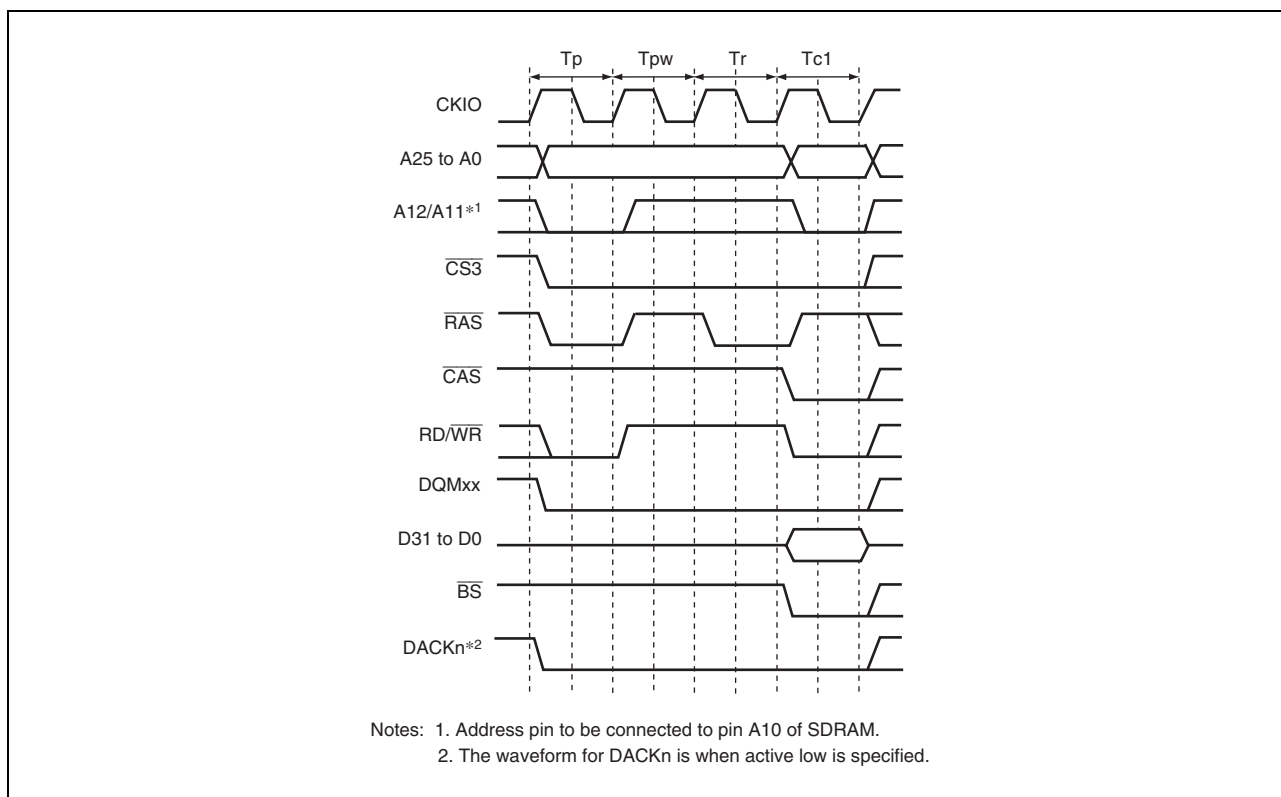 Tp Tpw Tr Tc1
CKIO
A25 to A0
A12/A11*1
CS3
RAS
CAS
RD/WR
DQMxx
D31 to D0
BS
DACKn*2
Notes: 1. Address pin to be connected to pin A10 of SDRAM.
2. The waveform for DACKn is when active low is specified.